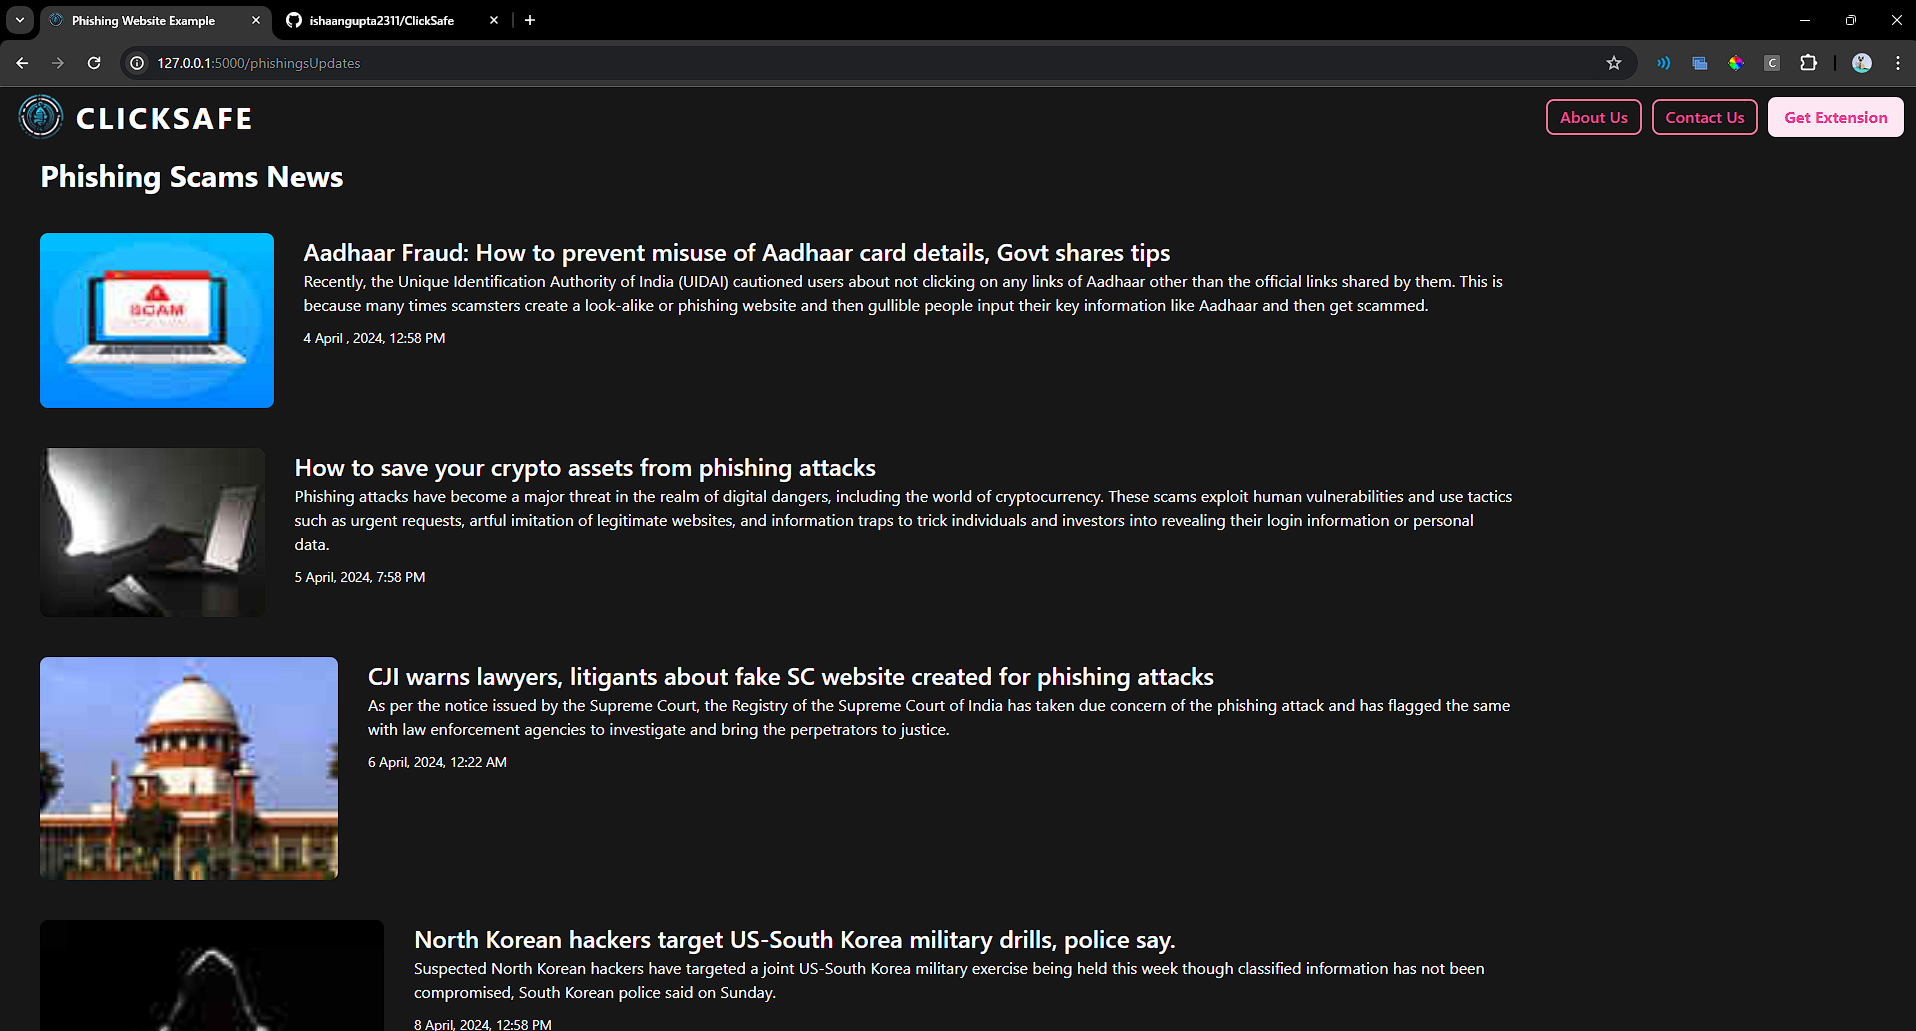 Phishing Website Example
ishaangupta2311/ClickSafe
127.0.0.1:5000/phishingsUpdates
C
CLICKSAFE
About Us
Contact Us
Get Extension
Phishing Scams News
SCAM
Aadhaar Fraud: How to prevent misuse of Aadhaar card details, Govt shares tips
Recently, the Unique Identification Authority of India (UIDAI) cautioned users about not clicking on any links of Aadhaar other than the official links shared by them. This is
because many times scamsters create a look-alike or phishing website and then gullible people input their key information like Aadhaar and then get scammed.
4 April , 2024, 12:58 PM
How to save your crypto assets from phishing attacks
Phishing attacks have become a major threat in the realm of digital dangers, including the world of cryptocurrency. These scams exploit human vulnerabilities and use tactics
such as urgent requests, artful imitation of legitimate websites, and information traps to trick individuals and investors into revealing their login information or personal
data.
5 April, 2024, 7:58 PM
CJI warns lawyers, litigants about fake SC website created for phishing attacks
As per the notice issued by the Supreme Court, the Registry of the Supreme Court of India has taken due concern of the phishing attack and has flagged the same
with law enforcement agencies to investigate and bring the perpetrators to justice.
6 April, 2024, 12:22 AM
North Korean hackers target US-South Korea military drills, police say.
Suspected North Korean hackers have targeted a joint US-South Korea military exercise being held this week though classified information has not been
compromised, South Korean police said on Sunday.
8 April, 2024, 12:58 PM